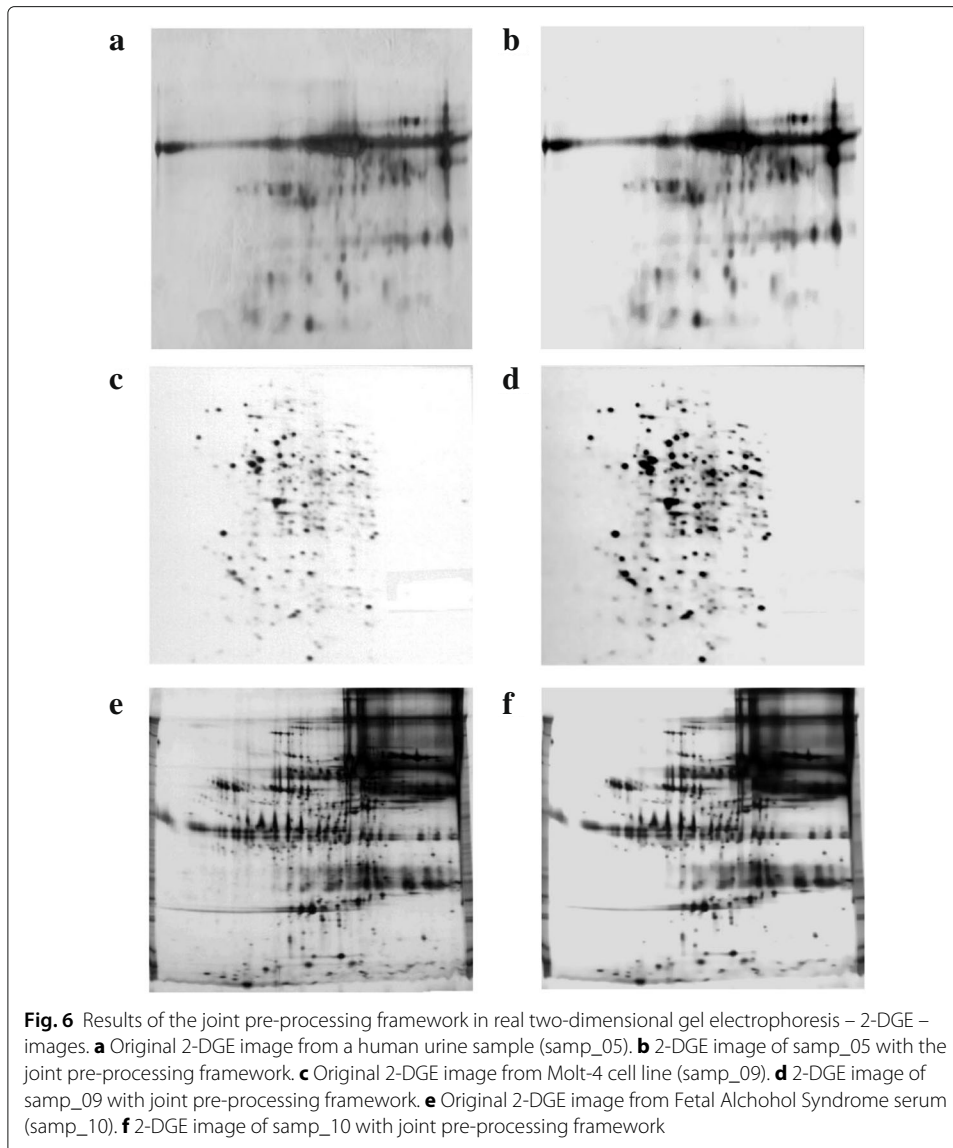 a
b
c
d
e
f
Fig. 6 Results of the joint pre-processing framework in real two-dimensional gel electrophoresis – 2-DGE –
images. a Original 2-DGE image from a human urine sample (samp_05). b 2-DGE image of samp_05 with the
joint pre-processing framework. c Original 2-DGE image from Molt-4 cell line (samp_09). d 2-DGE image of
samp_09 with joint pre-processing framework. e Original 2-DGE image from Fetal Alchohol Syndrome serum
(samp_10). f 2-DGE image of samp_10 with joint pre-processing framework